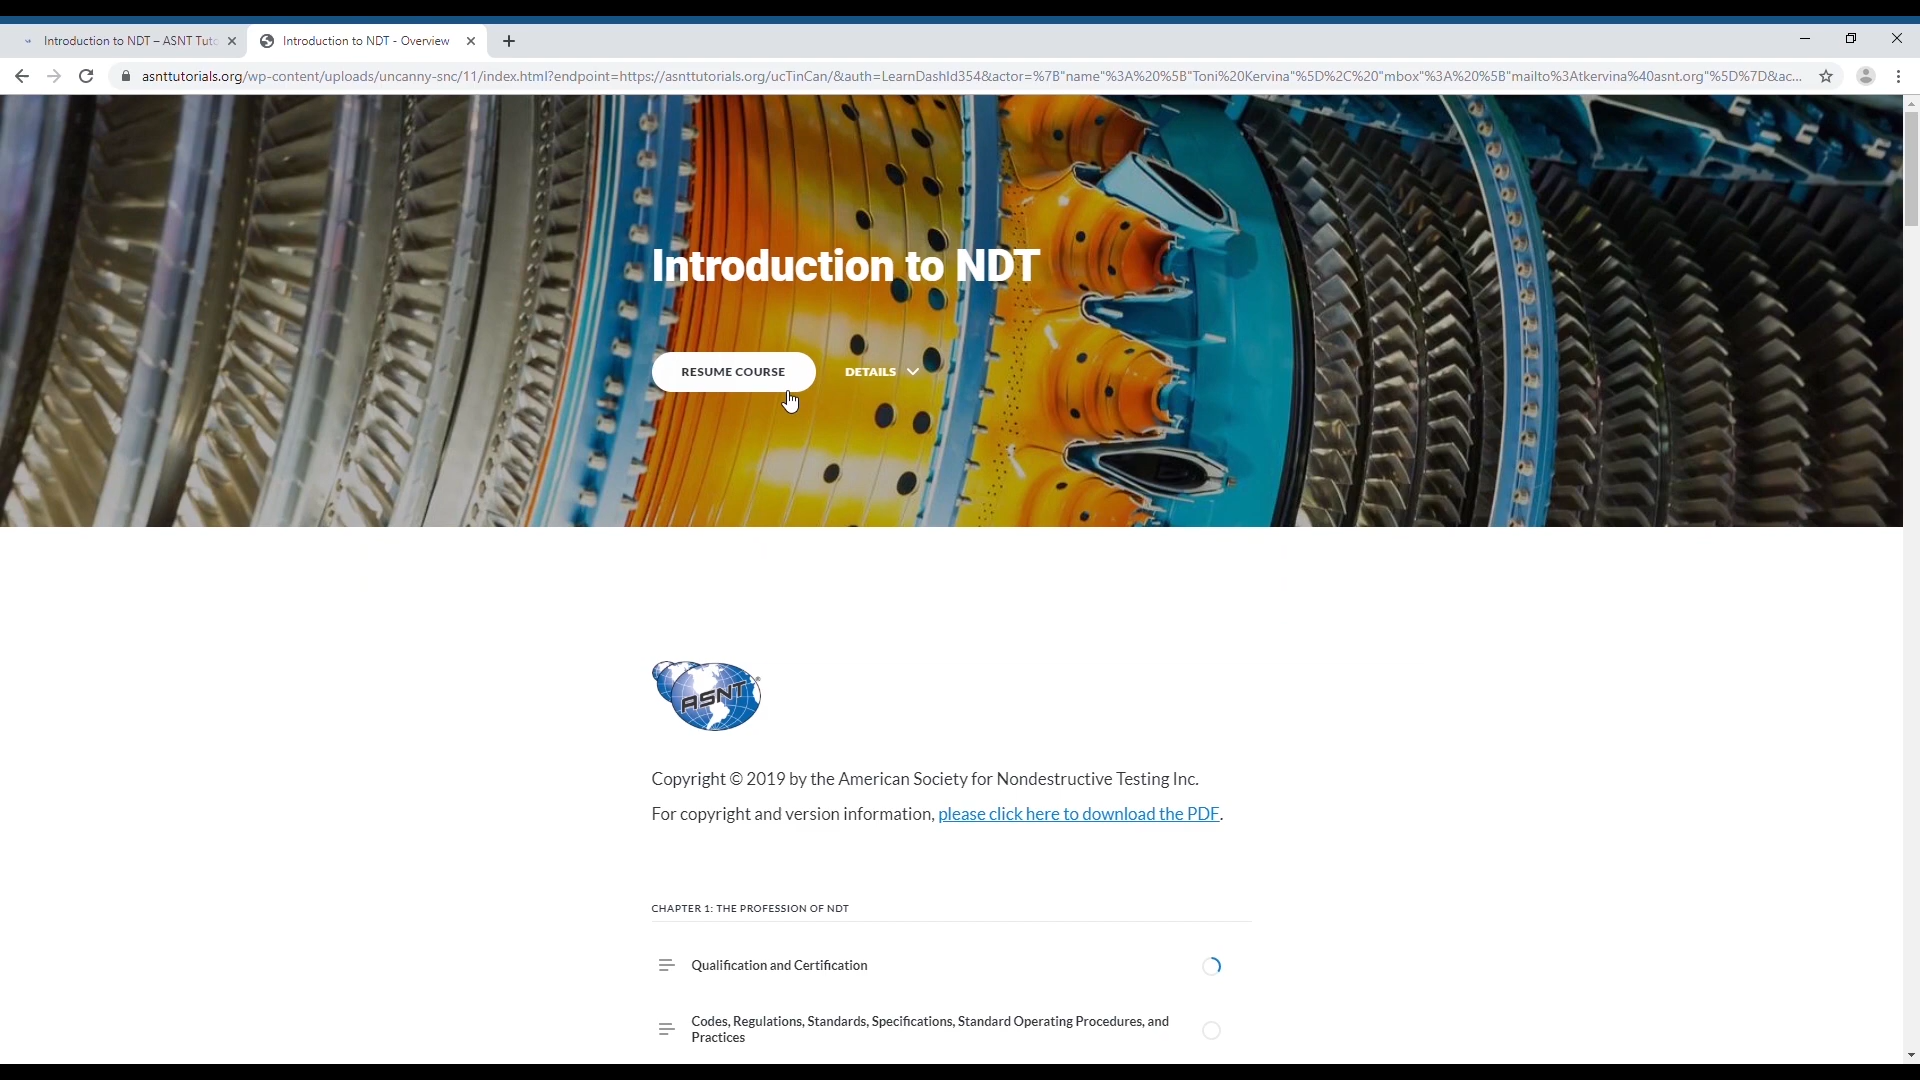 Introduction to NDT – ASNT Tuto
Introduction to NDT - Overview
asnttutorials.org/wp-content/uploads/uncanny-snc/11/index.html?endpoint=https://asnttutorials.org/ucTinCan/&auth=LearnDashId354&actor=%7B"name"%3A%20%5B"Toni%20Kervina"%5D%2C%20"mbox"%3A%20%5B"mailto%3Atkervina%40asnt.org"%5D%7D&ac...
Introduction to NDT
RESUME COURSE
DETAILS
ASNT
Copyright © 2019 by the American Society for Nondestructive Testing Inc.
For copyright and version information, please click here to download the PDF.
CHAPTER 1: THE PROFESSION OF NDT
Qualification and Certification
Codes, Regulations, Standards, Specifications, Standard Operating Procedures, and
Practices